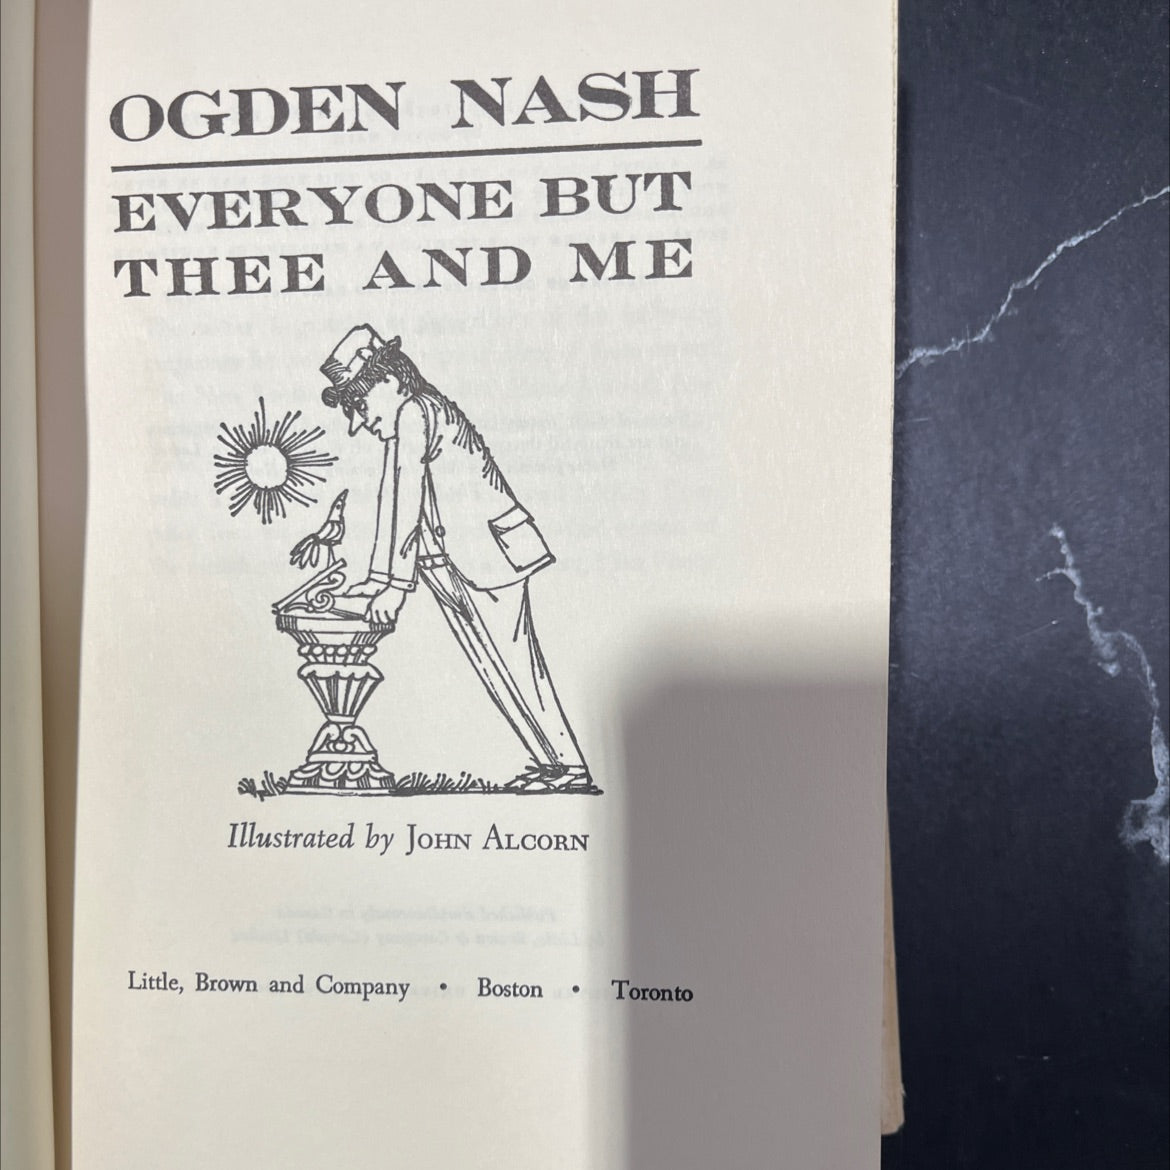 OGDEN NASH
EVERYONE BUT
THEE AND ME
Illustrated by JOHN ALCORN
Little, Brown and Company • Boston • Toronto